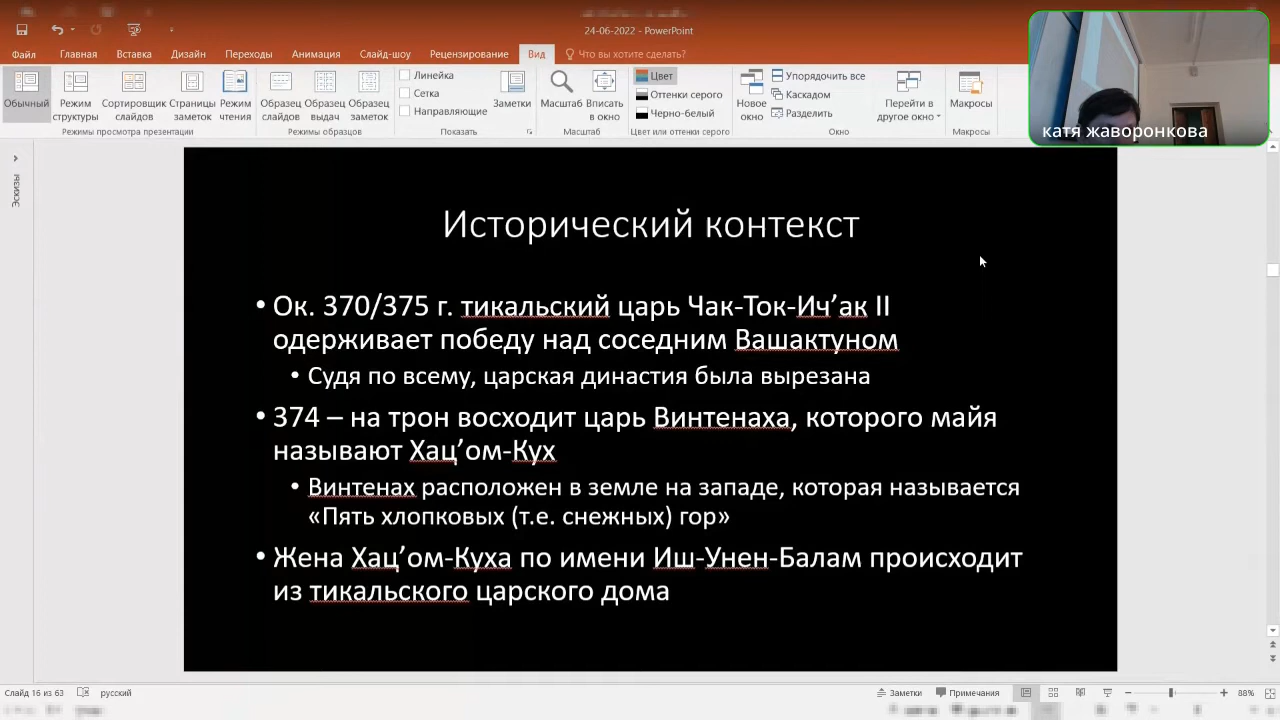 24-06-2022 - PowerPoint
Файл Главная Вставка Дизайн Переходы Анимация Слайд-шоу Рецензирование Вид Что вы хотите сделать?
Обычный Режим структуры Сортировщик слайдов Страницы заметок Режим чтения
Режимы просмотра презентации
Образец слайдов Образец выдач Образец заметок
Режимы образцов
Линейка
Сетка
Направляющие
Показать
Заметки
Масштаб Вписать в окно
Масштаб
Цвет
Оттенки серого
Черно-белый
Цвет или оттенки серого
Новое окно
Упорядочить все
Каскадом
Разделить
Перейти в другое окно
Окно
Макросы
Макросы
катя жаворонкова
Эскизы
Исторический контекст
• Ок. 370/375 г. тикальский царь Чак-Ток-Ич’ак II
одерживает победу над соседним Вашактуном
• Судя по всему, царская династия была вырезана
• 374 – на трон восходит царь Винтенаха, которого майя
называют Хац’ом-Кух
• Винтенах расположен в земле на западе, которая называется
«Пять хлопковых (т.е. снежных) гор»
• Жена Хац’ом-Куха по имени Иш-Унен-Балам происходит
из тикальского царского дома
Слайд 16 из 63 русский Заметки Примечания 88%